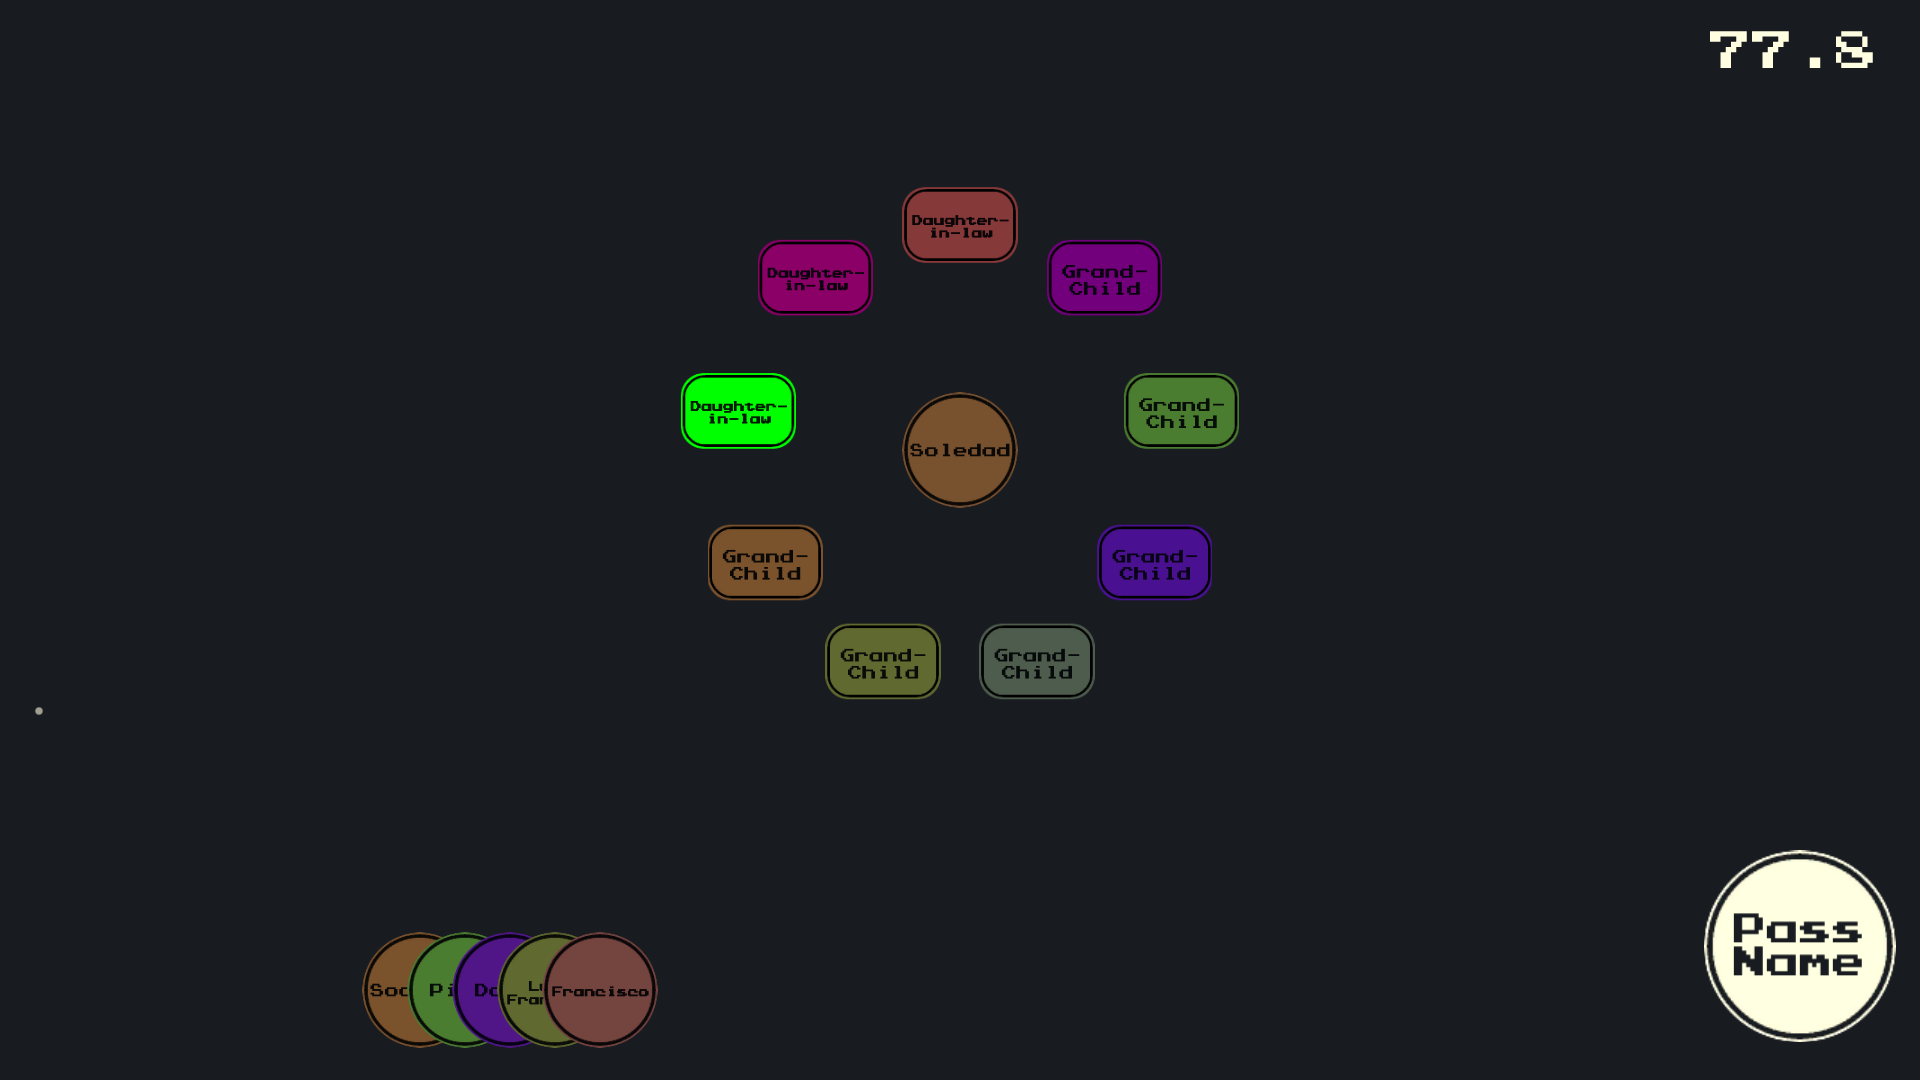 77.8
Daughter-
in-law
Daughter-
in-law
Grand-
Child
Daughter-
in-law
Grand-
Child
Soledad
Grand-
Child
Grand-
Child
Grand-
Child
Grand-
Child
Pass
Name
Francisco